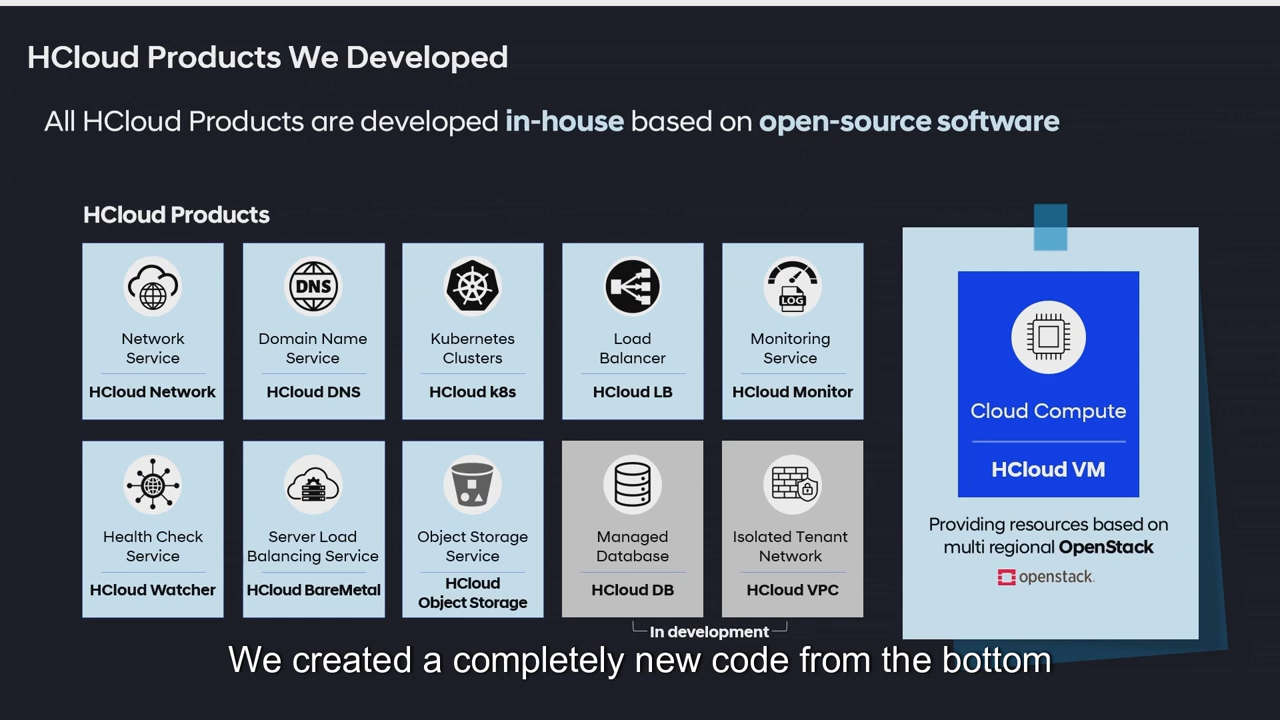 HCloud Products We Developed
All HCloud Products are developed in-house based on open-source software
HCloud Products
Network
Service
HCloud Network
DNS
Domain Name
Service
HCloud DNS
Kubernetes
Clusters
HCloud k8s
Load
Balancer
HCloud LB
LOG
Monitoring
Service
HCloud Monitor
Health Check
Service
HCloud Watcher
Server Load
Balancing Service
HCloud BareMetal
Object Storage
Service
HCloud
Object Storage
Managed
Database
HCloud DB
Isolated Tenant
Network
HCloud VPC
In development
Cloud Compute
HCloud VM
Providing resources based on
multi regional OpenStack
openstack.
We created a completely new code from the bottom